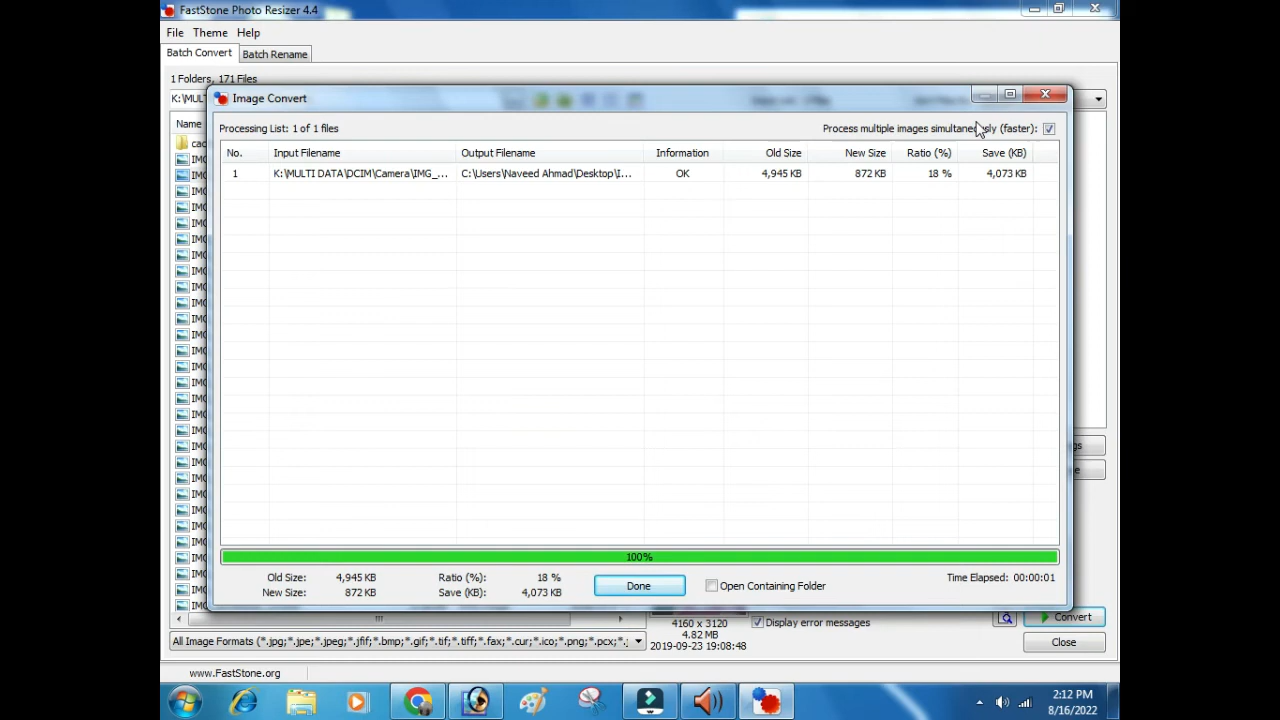 FastStone Photo Resizer 4.4
File Theme Help
Batch Convert Batch Rename
1 Folders, 171 Files
K:\MULT
Image Convert
Processing List: 1 of 1 files Process multiple images simultaneously (faster):
Name
No. Input Filename Output Filename Information Old Size New Size Ratio (%) Save (KB)
1 K:\MULTI DATA\DCIM\Camera\IMG_... C:\Users\Naveed Ahmad\Desktop\I... OK 4,945 KB 872 KB 18 % 4,073 KB
100%
Old Size: 4,945 KB Ratio (%): 18 % Done Open Containing Folder Time Elapsed: 00:00:01
New Size: 872 KB Save (KB): 4,073 KB
4160 x 3120 Display error messages Convert
4.82 MB
2019-09-23 19:08:48
All Image Formats (*.jpg;*.jpe;*.jpeg;*.jfif;*.bmp;*.gif;*.tif;*.tiff;*.fax;*.cur;*.ico;*.png;*.pcx;*.j Close
www.FastStone.org
2:12 PM
8/16/2022